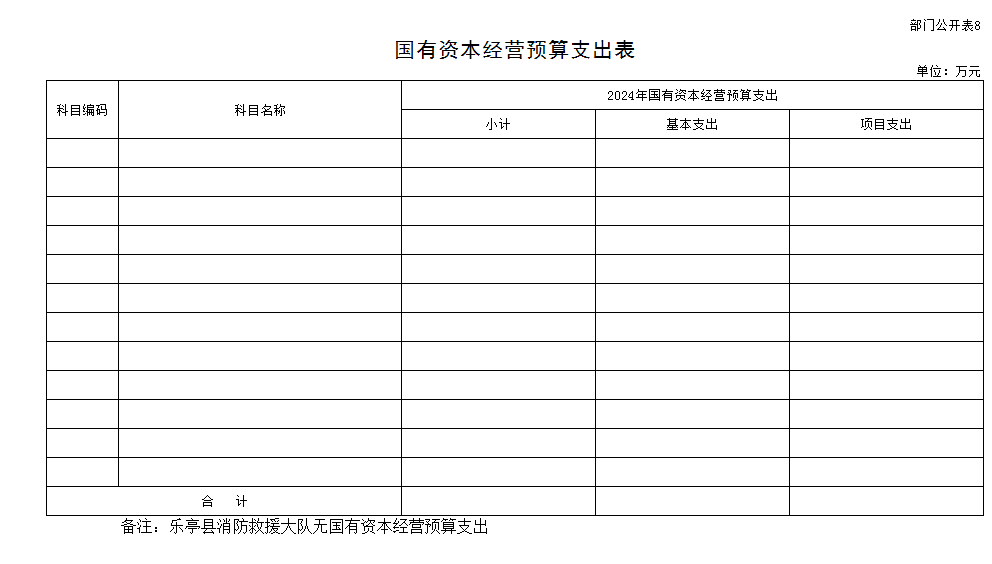 部门公开表8
国有资本经营预算支出表
单位：万元
科目编码 科目名称 2024年国有资本经营预算支出
小计 基本支出 项目支出
合 计
备注：乐亭县消防救援大队无国有资本经营预算支出